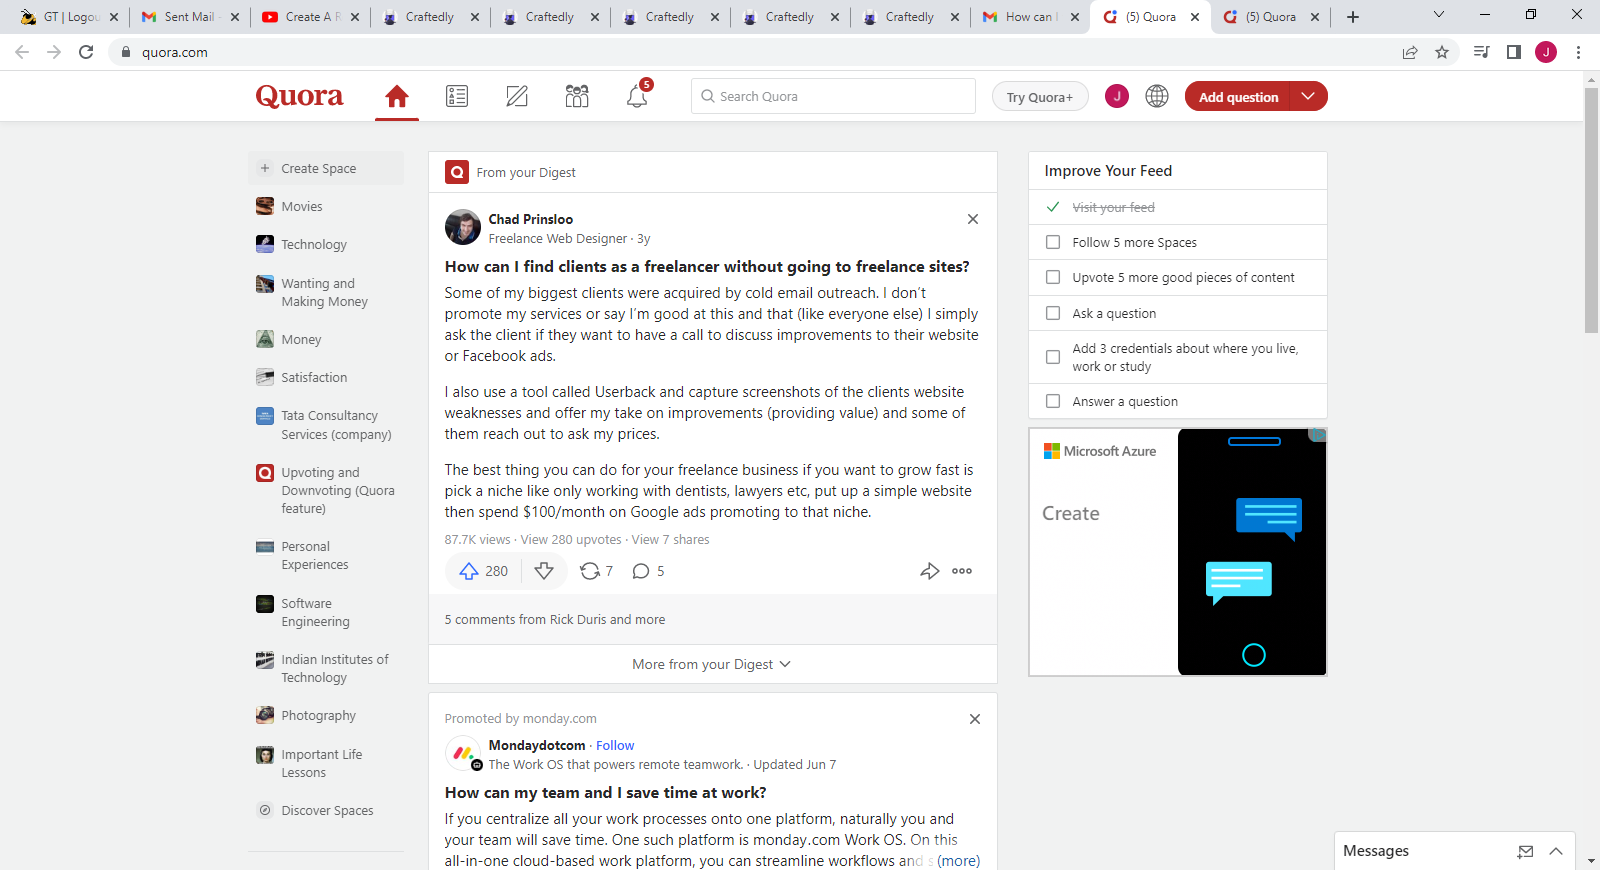 GT | Logou
Sent Mail
Create A R
Craftedly
Craftedly
Craftedly
Craftedly
Craftedly
How can I
(5) Quora
(5) Quora
quora.com
J
Quora
5
Search Quora
Try Quora+
J
Add question
Create Space
Movies
Technology
Wanting and
Making Money
Money
Satisfaction
Tata Consultancy
Services (company)
Upvoting and
Downvoting (Quora
feature)
Personal
Experiences
Software
Engineering
Indian Institutes of
Technology
Photography
Important Life
Lessons
Discover Spaces
Q From your Digest
Chad Prinsloo
Freelance Web Designer · 3y
How can I find clients as a freelancer without going to freelance sites?
Some of my biggest clients were acquired by cold email outreach. I don’t
promote my services or say I’m good at this and that (like everyone else) I simply
ask the client if they want to have a call to discuss improvements to their website
or Facebook ads.
I also use a tool called Userback and capture screenshots of the clients website
weaknesses and offer my take on improvements (providing value) and some of
them reach out to ask my prices.
The best thing you can do for your freelance business if you want to grow fast is
pick a niche like only working with dentists, lawyers etc, put up a simple website
then spend $100/month on Google ads promoting to that niche.
87.7K views · View 280 upvotes · View 7 shares
280
7
5
5 comments from Rick Duris and more
More from your Digest
Promoted by monday.com
Mondaydotcom · Follow
The Work OS that powers remote teamwork. · Updated Jun 7
How can my team and I save time at work?
If you centralize all your work processes onto one platform, naturally you and
your team will save time. One such platform is monday.com Work OS. On this
all-in-one cloud-based work platform, you can streamline workflows and s (more)
Improve Your Feed
Visit your feed
Follow 5 more Spaces
Upvote 5 more good pieces of content
Ask a question
Add 3 credentials about where you live,
work or study
Answer a question
Microsoft Azure
Create
Messages